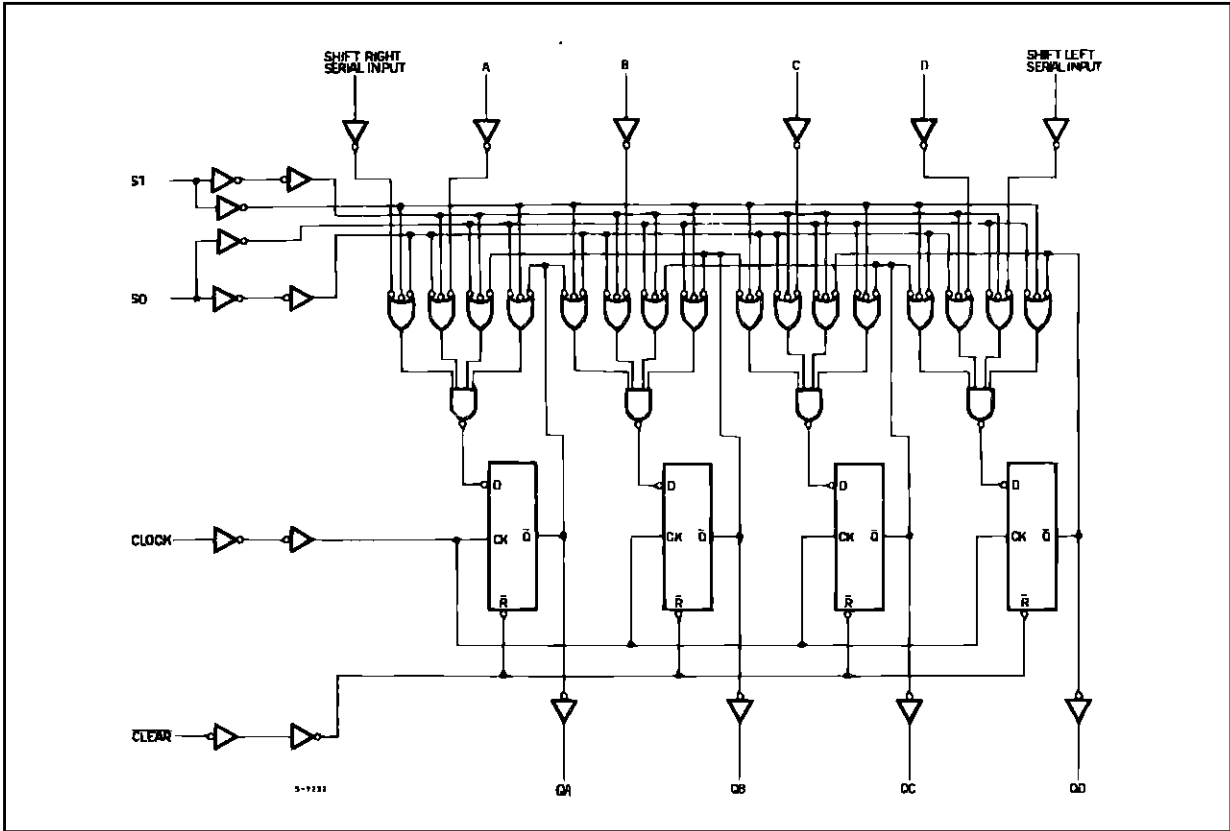 SHIFT RIGHT
SERIAL INPUT
A
B
C
D
SHIFT LEFT
SERIAL INPUT
S1
S0
D
CK
Q̄
R̄
D
CK
Q̄
R̄
D
CK
Q̄
R̄
D
CK
Q̄
R̄
CLOCK
C̅L̅E̅A̅R̅
QA
QB
QC
QD